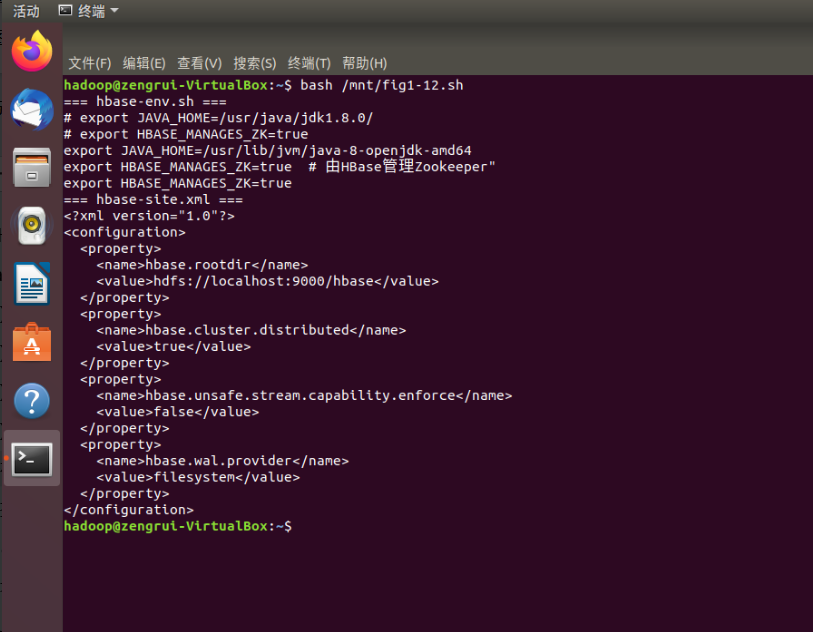 活动 终端
文件(F) 编辑(E) 查看(V) 搜索(S) 终端(T) 帮助(H)
hadoop@zengrui-VirtualBox:~$ bash /mnt/fig1-12.sh
=== hbase-env.sh ===
# export JAVA_HOME=/usr/java/jdk1.8.0/
# export HBASE_MANAGES_ZK=true
export JAVA_HOME=/usr/lib/jvm/java-8-openjdk-amd64
export HBASE_MANAGES_ZK=true  # 由HBase管理Zookeeper"
export HBASE_MANAGES_ZK=true
=== hbase-site.xml ===
<?xml version="1.0"?>
<configuration>
  <property>
    <name>hbase.rootdir</name>
    <value>hdfs://localhost:9000/hbase</value>
  </property>
  <property>
    <name>hbase.cluster.distributed</name>
    <value>true</value>
  </property>
  <property>
    <name>hbase.unsafe.stream.capability.enforce</name>
    <value>false</value>
  </property>
  <property>
    <name>hbase.wal.provider</name>
    <value>filesystem</value>
  </property>
</configuration>
hadoop@zengrui-VirtualBox:~$